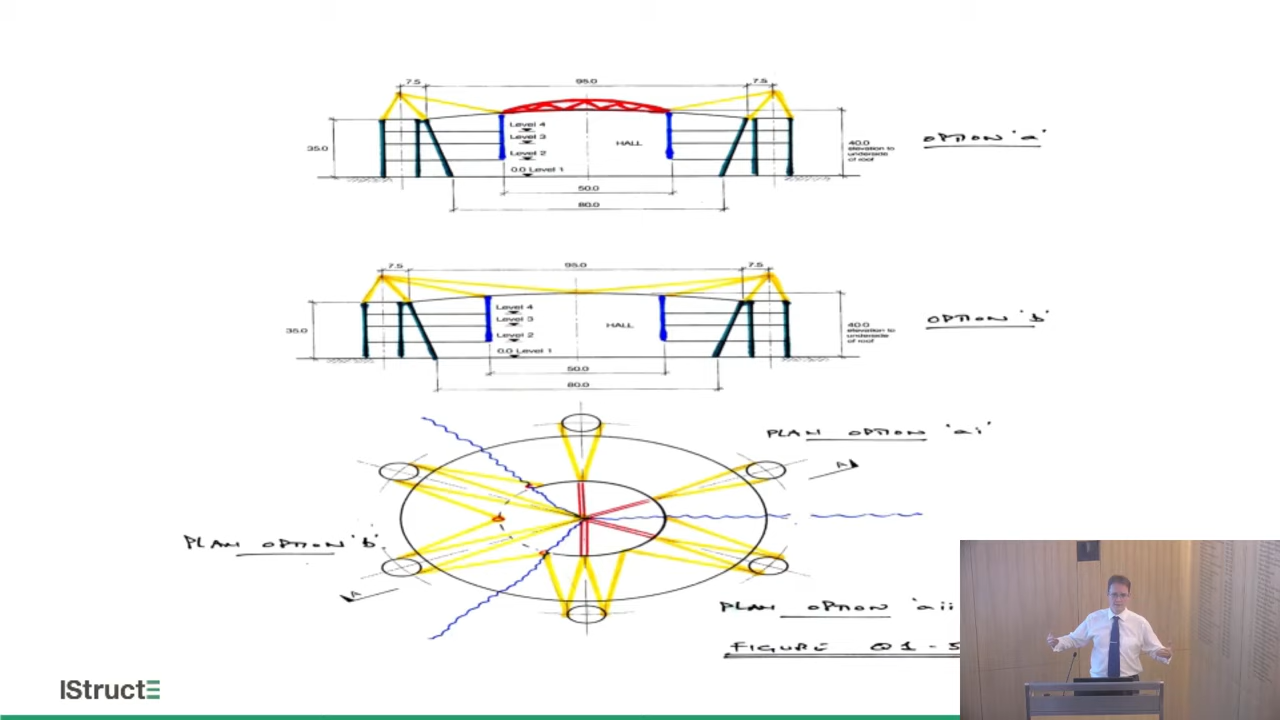 7.5 95.0 7.5
OPTION 'a'
Level 4
Level 3
Level 2
0.0 Level 1
HALL
35.0
40.0
elevation to
underside
of roof
50.0
80.0
7.5 95.0 7.5
OPTION 'b'
Level 4
Level 3
Level 2
0.0 Level 1
HALL
35.0
40.0
elevation to
underside
of roof
50.0
80.0
PLAN OPTION 'ai'
A
PLAN OPTION 'b'
A
PLAN OPTION 'aii
FIGURE Q1-5
IStructE